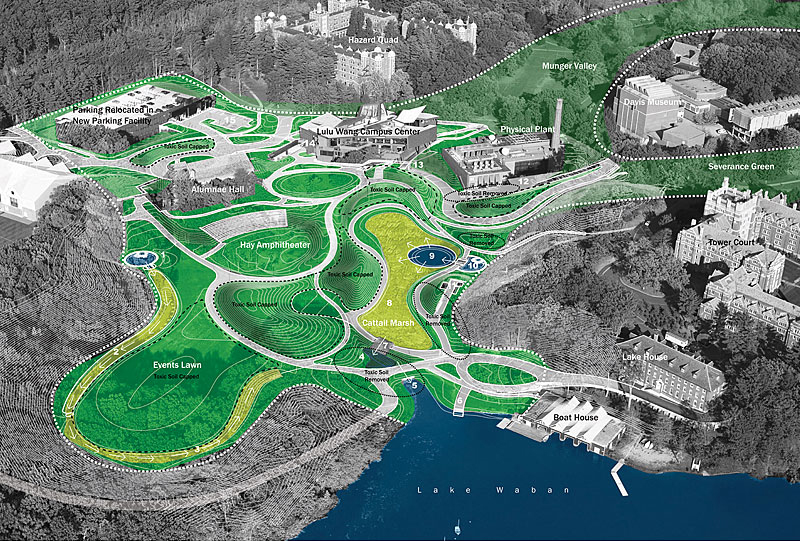 Hazard Quad
Munger Valley
Davis Museum
Parking Relocated in
New Parking Facility
15
Lulu Wang Campus Center
Physical Plant
Toxic Soil Capped
13
Severance Green
Alumnae Hall
Toxic Soil Capped
Toxic Soil Removed
Toxic Soil Capped
Tower Court
Hay Amphitheater
Toxic Soil
Removed
1
9
10
Toxic Soil Capped
8
Toxic Soil Capped
Cattail Marsh
Toxic Soil
Removed
2
7
4
Lake House
Events Lawn
Toxic Soil Capped
Toxic Soil
Removed
5
Boat House
Lake Waban